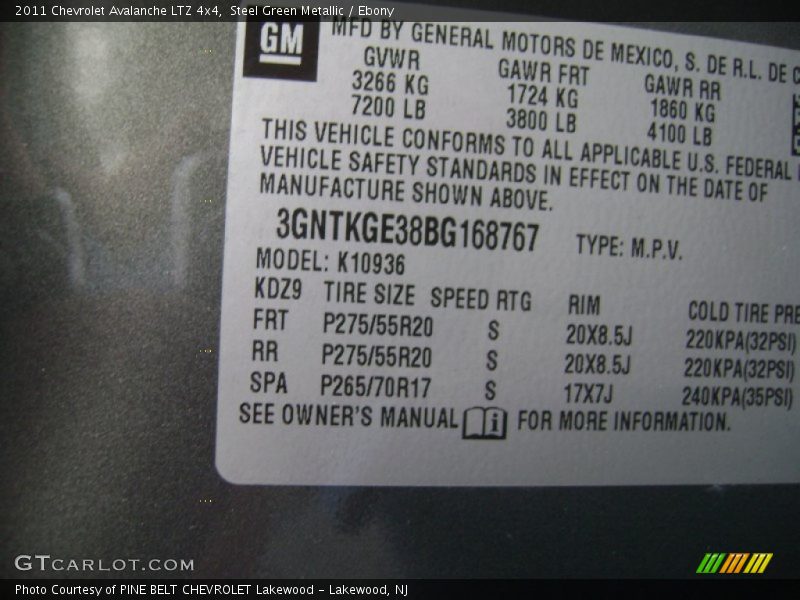 2011 Chevrolet Avalanche LTZ 4x4, Steel Green Metallic / Ebony
GM
MFD BY GENERAL MOTORS DE MEXICO, S. DE R.L. DE C
GVWR GAWR FRT GAWR RR
3266 KG 1724 KG 1860 KG
7200 LB 3800 LB 4100 LB
THIS VEHICLE CONFORMS TO ALL APPLICABLE U.S. FEDERAL
VEHICLE SAFETY STANDARDS IN EFFECT ON THE DATE OF
MANUFACTURE SHOWN ABOVE.
3GNTKGE38BG168767 TYPE: M.P.V.
MODEL: K10936
KDZ9 TIRE SIZE SPEED RTG RIM COLD TIRE PRE
FRT P275/55R20 S 20X8.5J 220KPA(32PSI)
RR P275/55R20 S 20X8.5J 220KPA(32PSI)
SPA P265/70R17 S 17X7J 240KPA(35PSI)
SEE OWNER'S MANUAL i FOR MORE INFORMATION.
GTCARLOT.COM
Photo Courtesy of PINE BELT CHEVROLET Lakewood - Lakewood, NJ